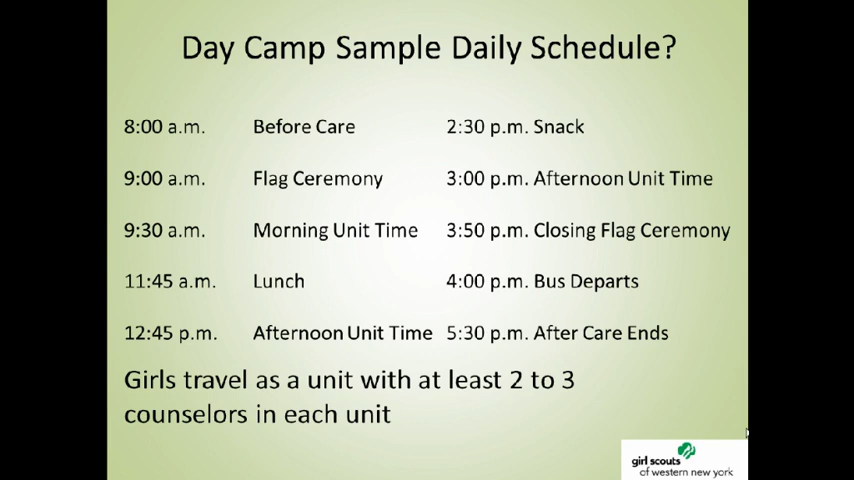 Day Camp Sample Daily Schedule?
8:00 a.m. Before Care 2:30 p.m. Snack
9:00 a.m. Flag Ceremony 3:00 p.m. Afternoon Unit Time
9:30 a.m. Morning Unit Time 3:50 p.m. Closing Flag Ceremony
11:45 a.m. Lunch 4:00 p.m. Bus Departs
12:45 p.m. Afternoon Unit Time 5:30 p.m. After Care Ends
Girls travel as a unit with at least 2 to 3
counselors in each unit
girl scouts
of western new york